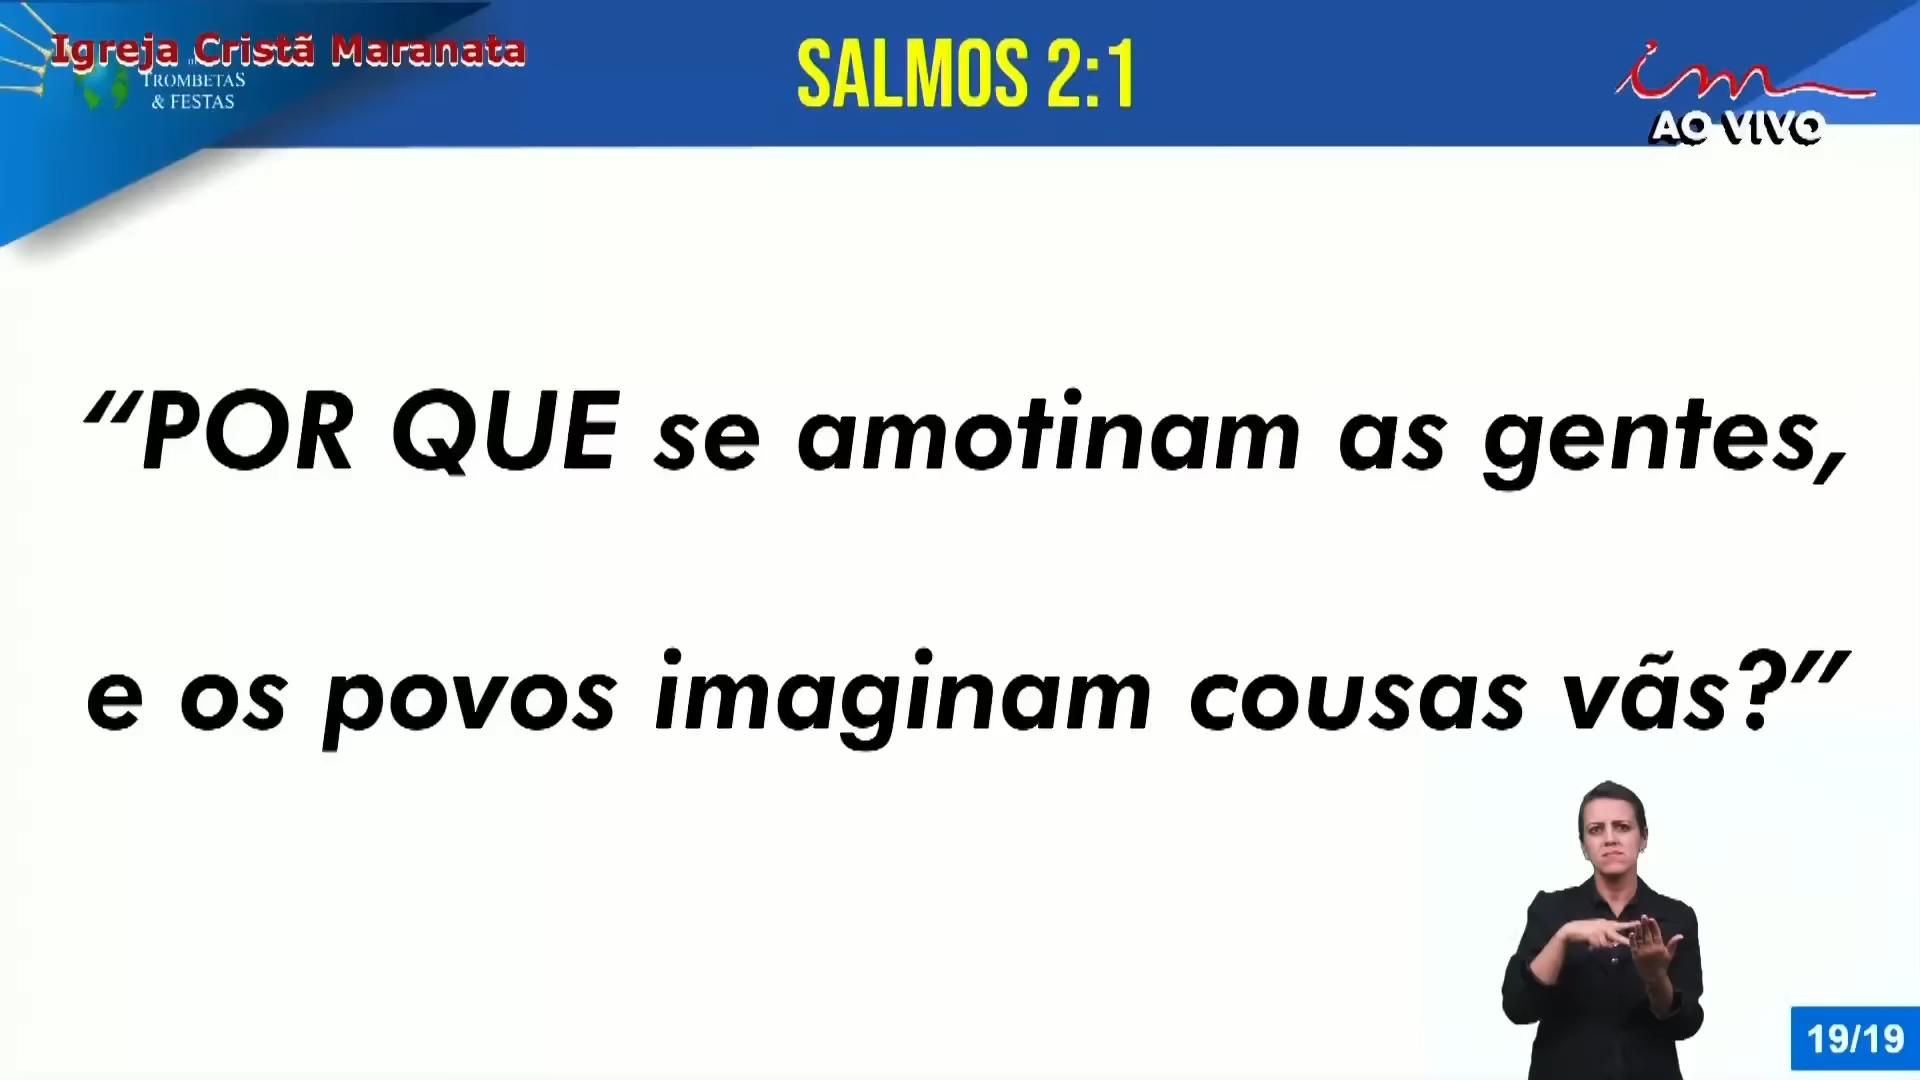 Igreja Cristã Maranata
TROMBETAS
& FESTAS
SALMOS 2:1
im
AO VIVO
“POR QUE se amotinam as gentes,
e os povos imaginam cousas vãs?”
19/19